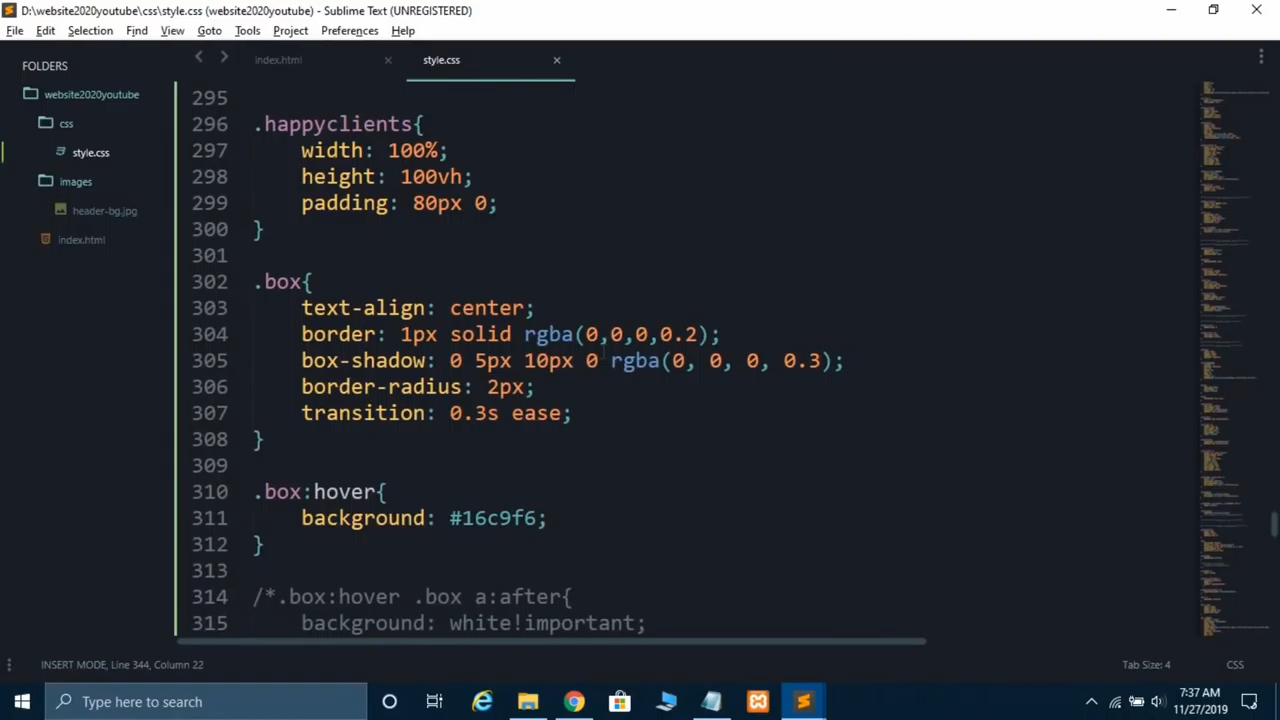 D:\website2020youtube\css\style.css (website2020youtube) - Sublime Text (UNREGISTERED)
File Edit Selection Find View Goto Tools Project Preferences Help
FOLDERS
website2020youtube
css
style.css
images
header-bg.jpg
index.html
index.html style.css
295
296 .happyclients{
297 width: 100%;
298 height: 100vh;
299 padding: 80px 0;
300 }
301
302 .box{
303 text-align: center;
304 border: 1px solid rgba(0,0,0,0.2);
305 box-shadow: 0 5px 10px 0 rgba(0, 0, 0, 0.3);
306 border-radius: 2px;
307 transition: 0.3s ease;
308 }
309
310 .box:hover{
311 background: #16c9f6;
312 }
313
314 /*.box:hover .box a:after{
315 background: white!important;
INSERT MODE, Line 344, Column 22 Tab Size: 4 CSS
Type here to search
7:37 AM
11/27/2019